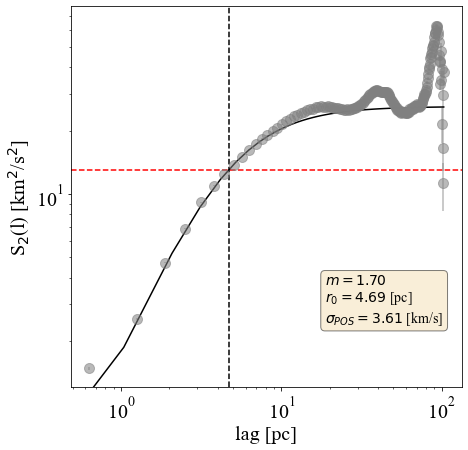 S₂(l) [km²/s²]
10¹
m = 1.70
r₀ = 4.69 [pc]
σ_POS = 3.61 [km/s]
10⁰ 10¹ 10²
lag [pc]